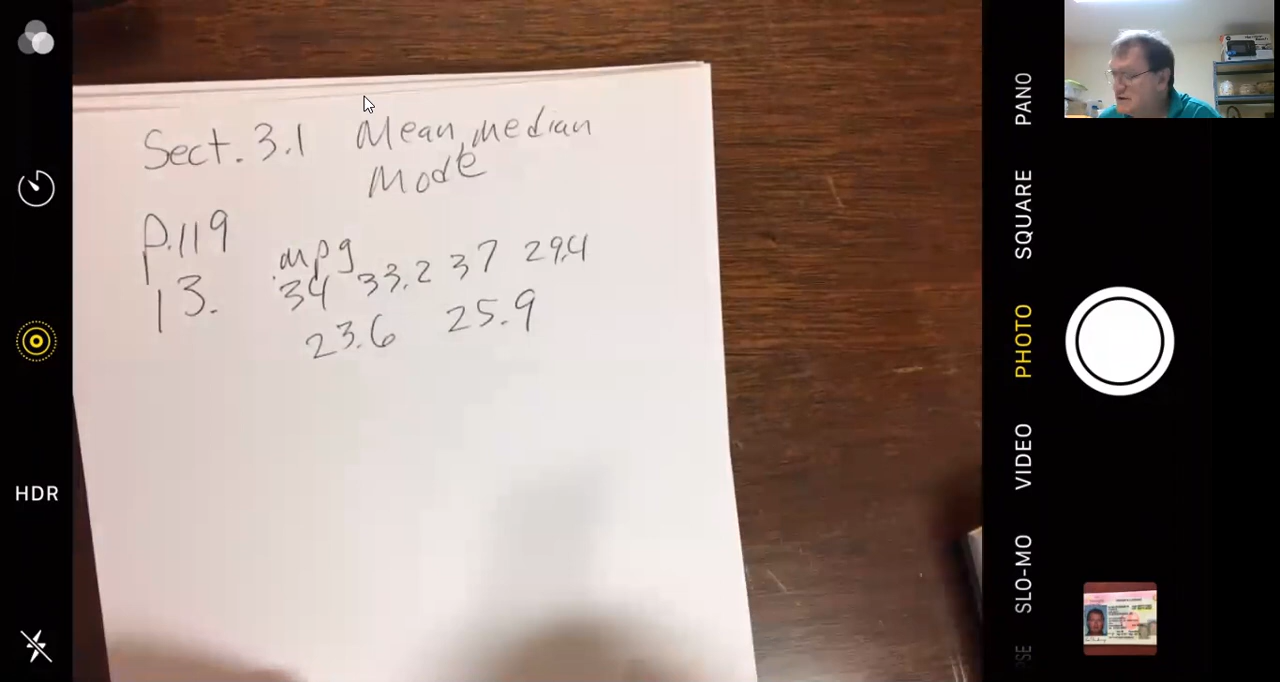 Sect. 3.1 Mean, median
Mode
P.119
13. mpg
34 33.2 37 29.4
23.6 25.9
HDR
PANO
SQUARE
PHOTO
VIDEO
SLO-MO
SE